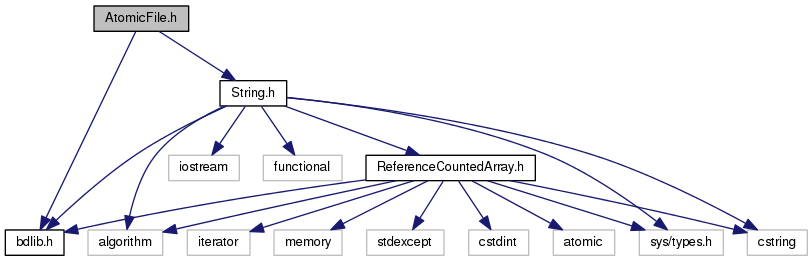 AtomicFile.h
String.h
iostream
functional
ReferenceCountedArray.h
bdlib.h
algorithm
iterator
memory
stdexcept
cstdint
atomic
sys/types.h
cstring